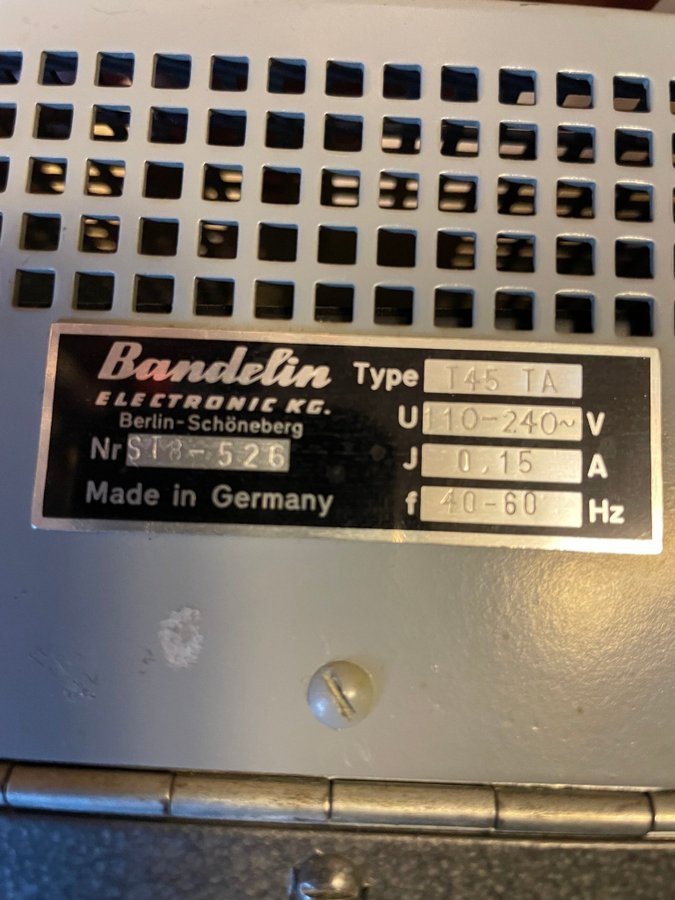 Bandelin
ELECTRONIC KG.
Berlin-Schöneberg
Nr ST8-526
Made in Germany
Type T45 TA
U 110-240~ V
J 0,15 A
f 40-60 Hz